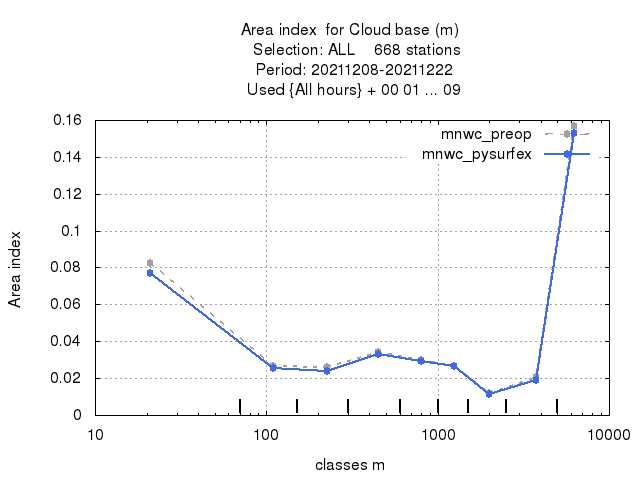 Area index  for Cloud base (m)
Selection: ALL    668 stations
Period: 20211208-20211222
Used {All hours} + 00 01 ... 09
mnwc_preop
mnwc_pysurfex
Area index
0.16
0.14
0.12
0.1
0.08
0.06
0.04
0.02
0
10
100
1000
10000
classes m